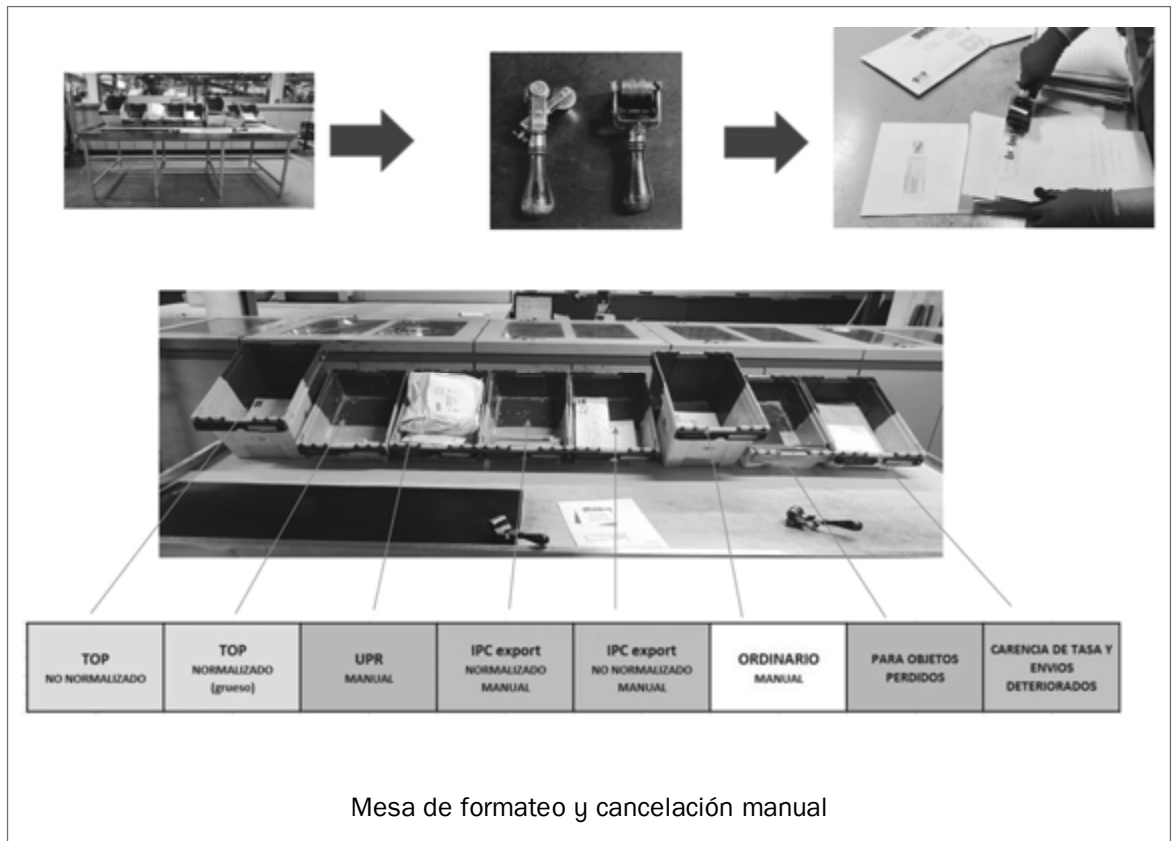 TOP
NO NORMALIZADO
TOP
NORMALIZADO
(grueso)
UPR
MANUAL
IPC export
NORMALIZADO
MANUAL
IPC export
NO NORMALIZADO
MANUAL
ORDINARIO
MANUAL
PARA OBJETOS
PERDIDOS
CARENCIA DE TASA Y
ENVIOS
DETERIORADOS
Mesa de formateo y cancelación manual